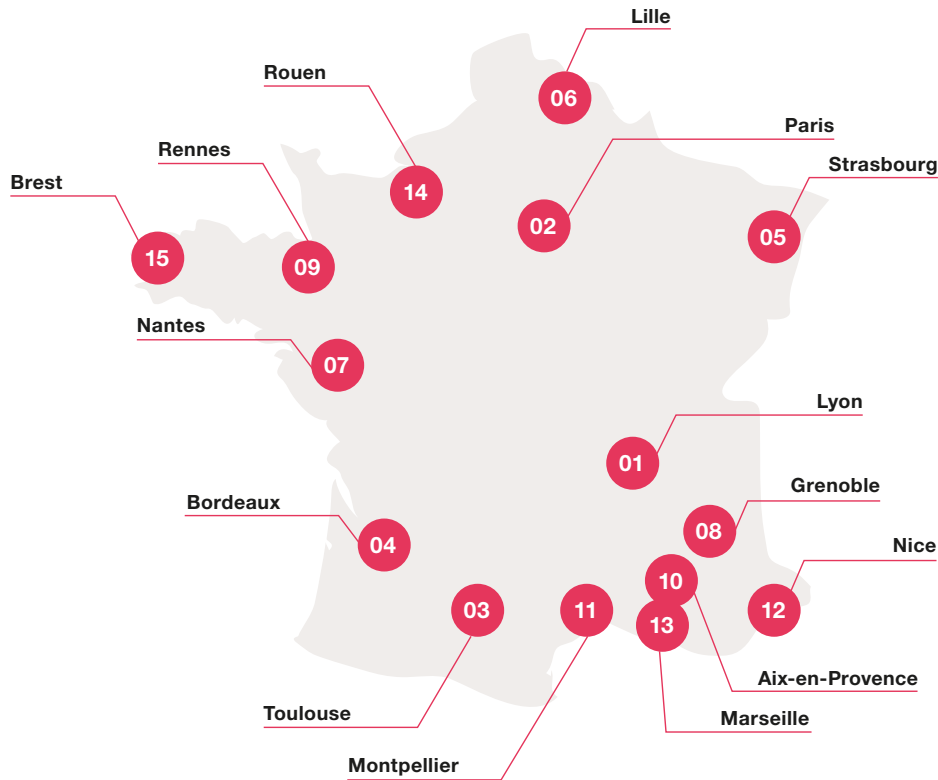 Lille
06
Rouen
Paris
Rennes
Strasbourg
Brest
14
02
05
15
09
Nantes
07
Lyon
01
Grenoble
Bordeaux
08
Nice
04
10
03
11
13
12
Aix-en-Provence
Toulouse
Marseille
Montpellier